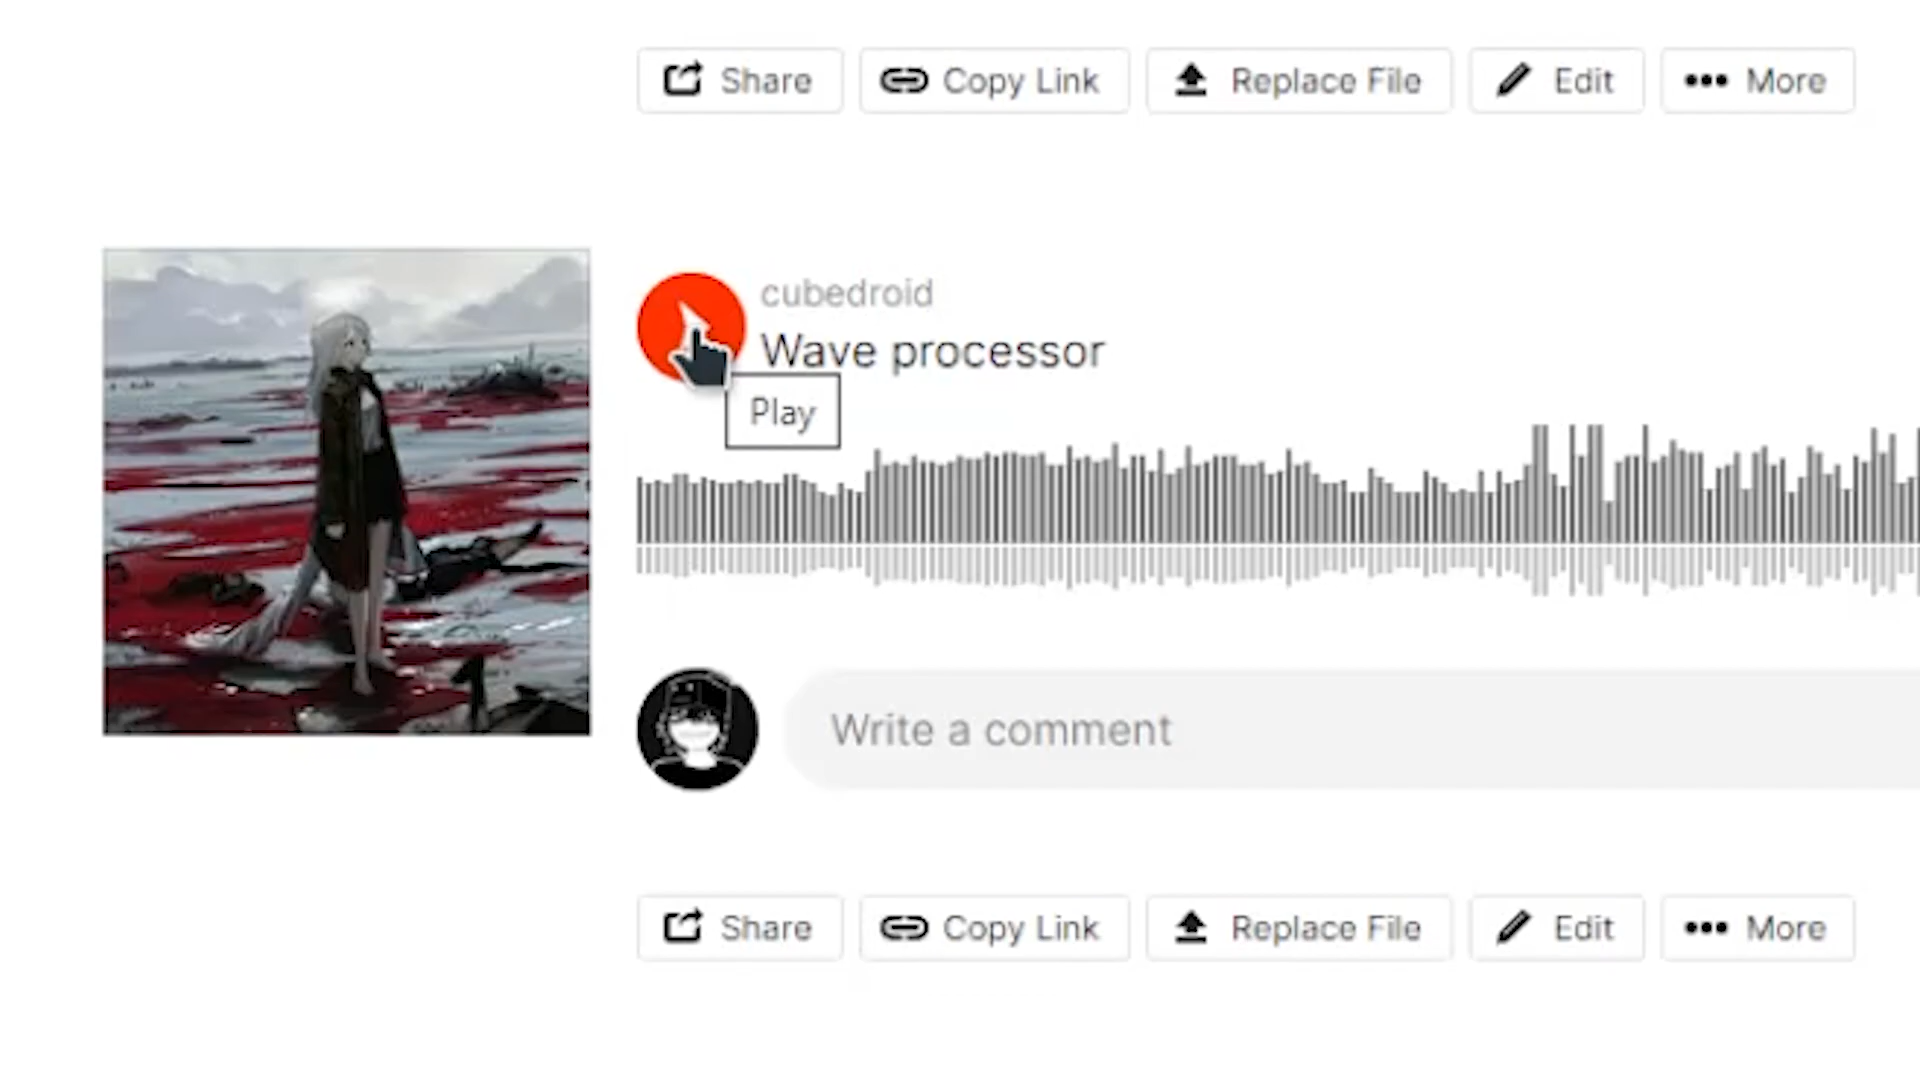 Share Copy Link Replace File Edit More
cubedroid
Wave processor
Play
Write a comment
Share Copy Link Replace File Edit More